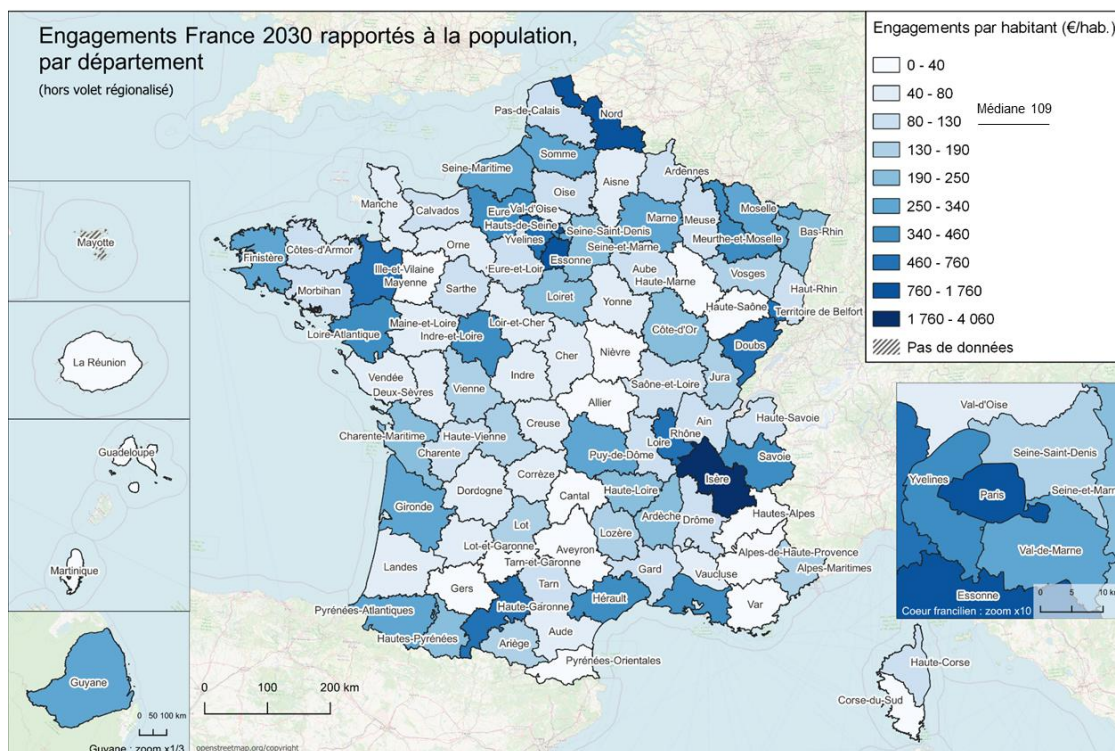 Engagements France 2030 rapportés à la population,
par département
(hors volet régionalisé)
Engagements par habitant (€/hab.)
0 - 40
40 - 80
80 - 130
Médiane 109
130 - 190
190 - 250
250 - 340
340 - 460
460 - 760
760 - 1 760
1 760 - 4 060
Pas de données
Pas-de-Calais
Nord
Somme
Seine-Maritime
Aisne
Ardennes
Oise
Manche
Calvados
Eure
Val-d'Oise
Hauts-de-Seine
Yvelines
Seine-Saint-Denis
Seine-et-Marne
Essonne
Marne
Meuse
Moselle
Meurthe-et-Moselle
Bas-Rhin
Finistère
Côtes-d'Armor
Morbihan
Ille-et-Vilaine
Mayenne
Orne
Sarthe
Eure-et-Loir
Aube
Haute-Marne
Vosges
Haut-Rhin
Haute-Saône
Territoire de Belfort
Loiret
Yonne
Loire-Atlantique
Maine-et-Loire
Indre-et-Loire
Loir-et-Cher
Côte-d'Or
Doubs
Cher
Nièvre
Vendée
Deux-Sèvres
Vienne
Indre
Saône-et-Loire
Jura
Allier
Charente-Maritime
Charente
Haute-Vienne
Creuse
Puy-de-Dôme
Loire
Rhône
Ain
Haute-Savoie
Savoie
Isère
Gironde
Dordogne
Corrèze
Cantal
Haute-Loire
Ardèche
Drôme
Hautes-Alpes
Lot
Lot-et-Garonne
Tarn-et-Garonne
Aveyron
Lozère
Gard
Vaucluse
Alpes-de-Haute-Provence
Alpes-Maritimes
Landes
Gers
Haute-Garonne
Tarn
Hérault
Var
Pyrénées-Atlantiques
Hautes-Pyrénées
Ariège
Aude
Pyrénées-Orientales
Haute-Corse
Corse-du-Sud
0 100 200 km
openstreetmap.org/copyright
Mayotte
La Réunion
Guadeloupe
Martinique
Guyane
0 50 100 km
Guyane : zoom x1/3
Val-d'Oise
Seine-Saint-Denis
Yvelines
Paris
Seine-et-Marn
Val-de-Marne
Essonne
0 5 10 km
Coeur francilien : zoom x10